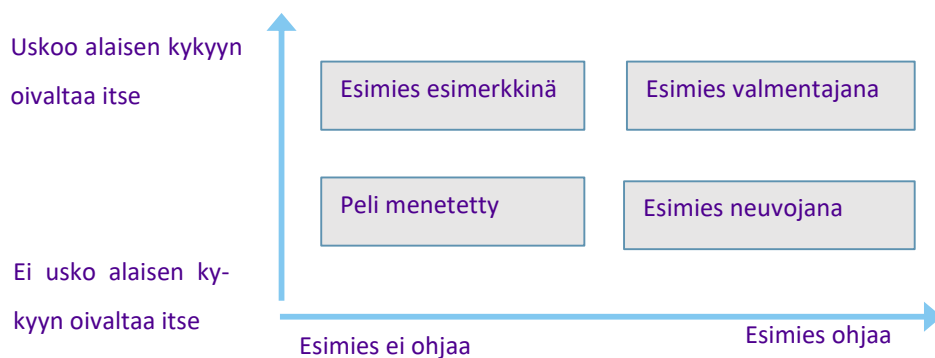 Uskoo alaisen kykyyn
oivaltaa itse
Esimies esimerkkinä
Esimies valmentajana
Peli menetetty
Esimies neuvojana
Ei usko alaisen ky-
kyyn oivaltaa itse
Esimies ei ohjaa
Esimies ohjaa